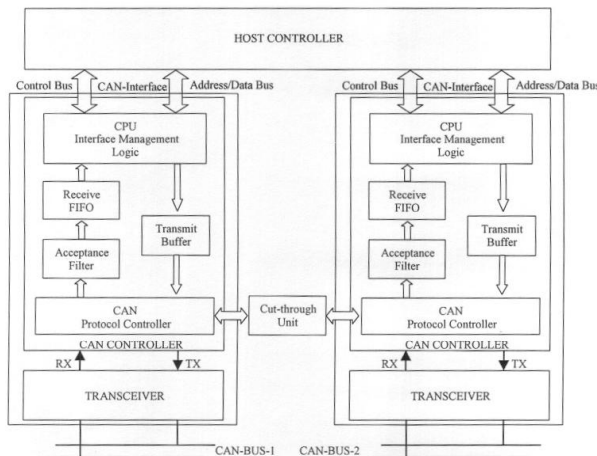 HOST CONTROLLER
Control Bus CAN-Interface Address/Data Bus
Control Bus CAN-Interface Address/Data Bus
CPU
Interface Management
Logic
Receive
FIFO
Transmit
Buffer
Acceptance
Filter
CAN
Protocol Controller
CAN CONTROLLER
RX
TX
TRANSCEIVER
Cut-through
Unit
CPU
Interface Management
Logic
Receive
FIFO
Transmit
Buffer
Acceptance
Filter
CAN
Protocol Controller
CAN CONTROLLER
RX
TX
TRANSCEIVER
CAN-BUS-1
CAN-BUS-2